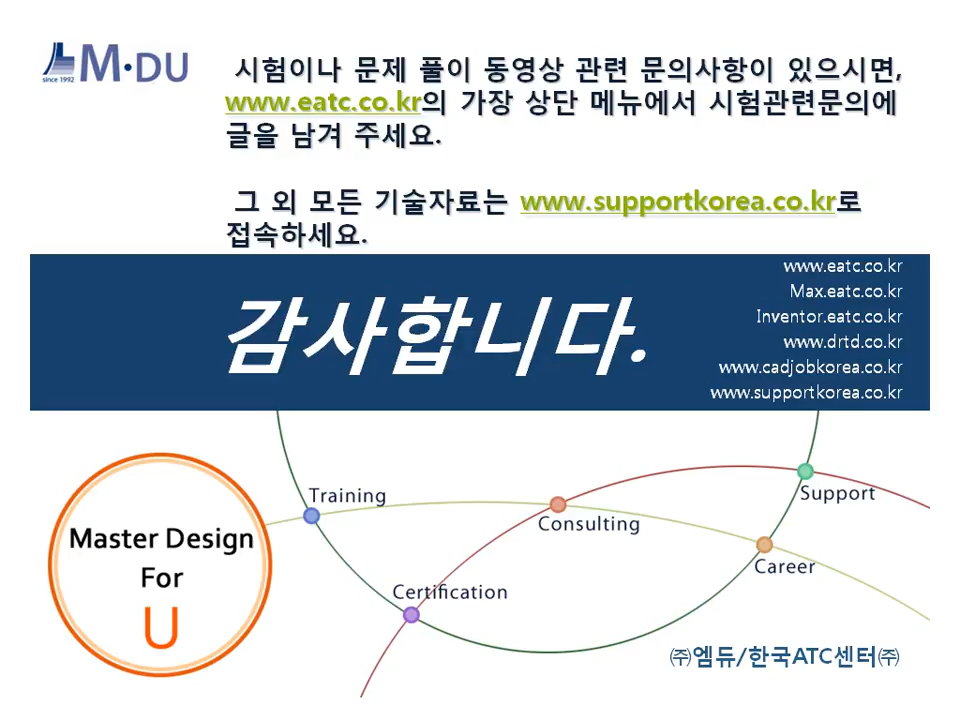 M·DU
since 1992
시험이나 문제 풀이 동영상 관련 문의사항이 있으시면,
www.eatc.co.kr의 가장 상단 메뉴에서 시험관련문의에
글을 남겨 주세요.
그 외 모든 기술자료는 www.supportkorea.co.kr로
접속하세요.
감사합니다.
www.eatc.co.kr
Max.eatc.co.kr
Inventor.eatc.co.kr
www.drtd.co.kr
www.cadjobkorea.co.kr
www.supportkorea.co.kr
Training
Consulting
Support
Certification
Career
Master Design
For
U
㈜엠듀/한국ATC센터㈜